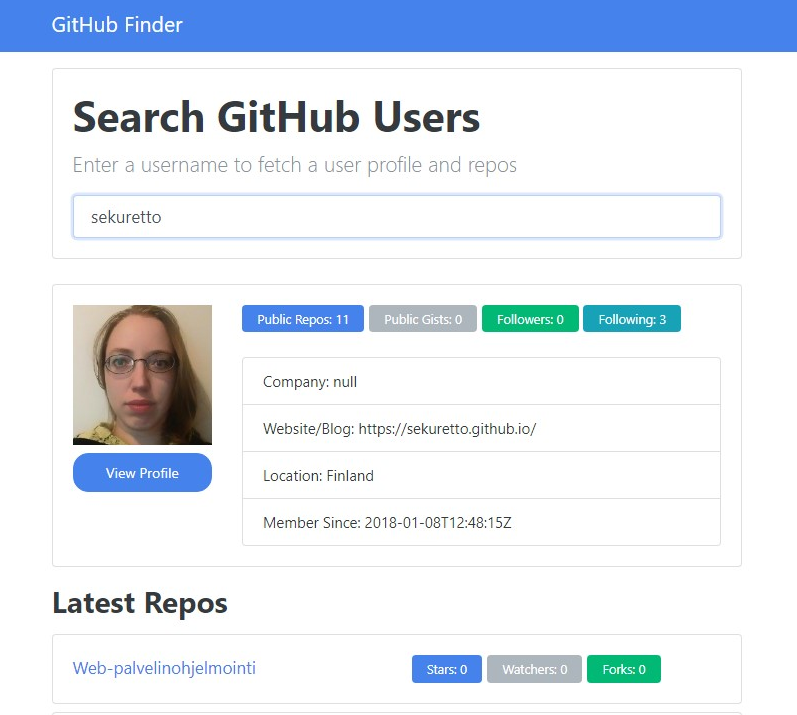 GitHub Finder
Search GitHub Users
Enter a username to fetch a user profile and repos
sekuretto
Public Repos: 11 Public Gists: 0 Followers: 0 Following: 3
Company: null
Website/Blog: https://sekuretto.github.io/
Location: Finland
Member Since: 2018-01-08T12:48:15Z
View Profile
Latest Repos
Web-palvelinohjelmointi Stars: 0 Watchers: 0 Forks: 0